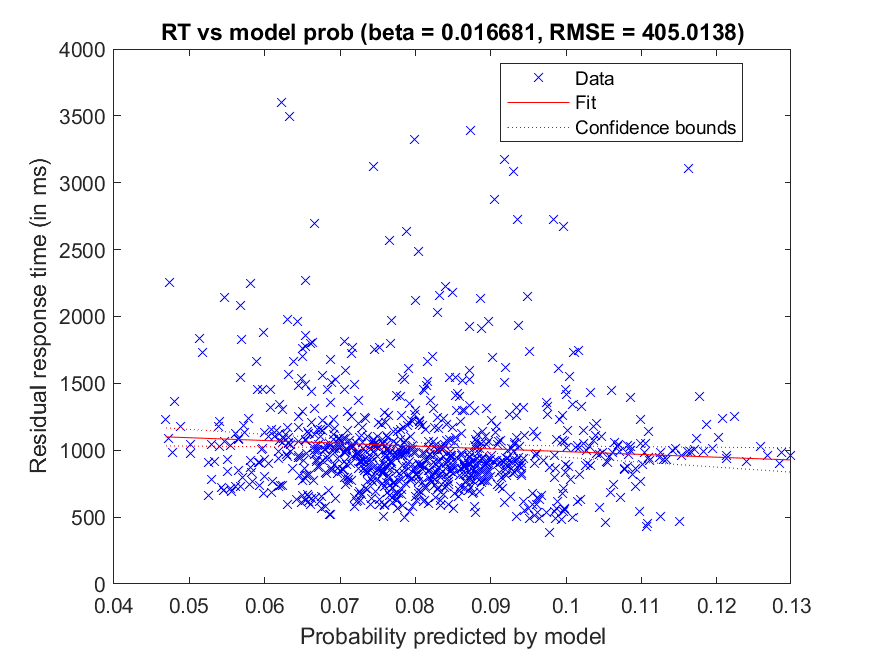 RT vs model prob (beta = 0.016681, RMSE = 405.0138)
4000
3500
3000
2500
2000
1500
1000
500
0
Residual response time (in ms)
Data
Fit
Confidence bounds
0.04 0.05 0.06 0.07 0.08 0.09 0.1 0.11 0.12 0.13
Probability predicted by model